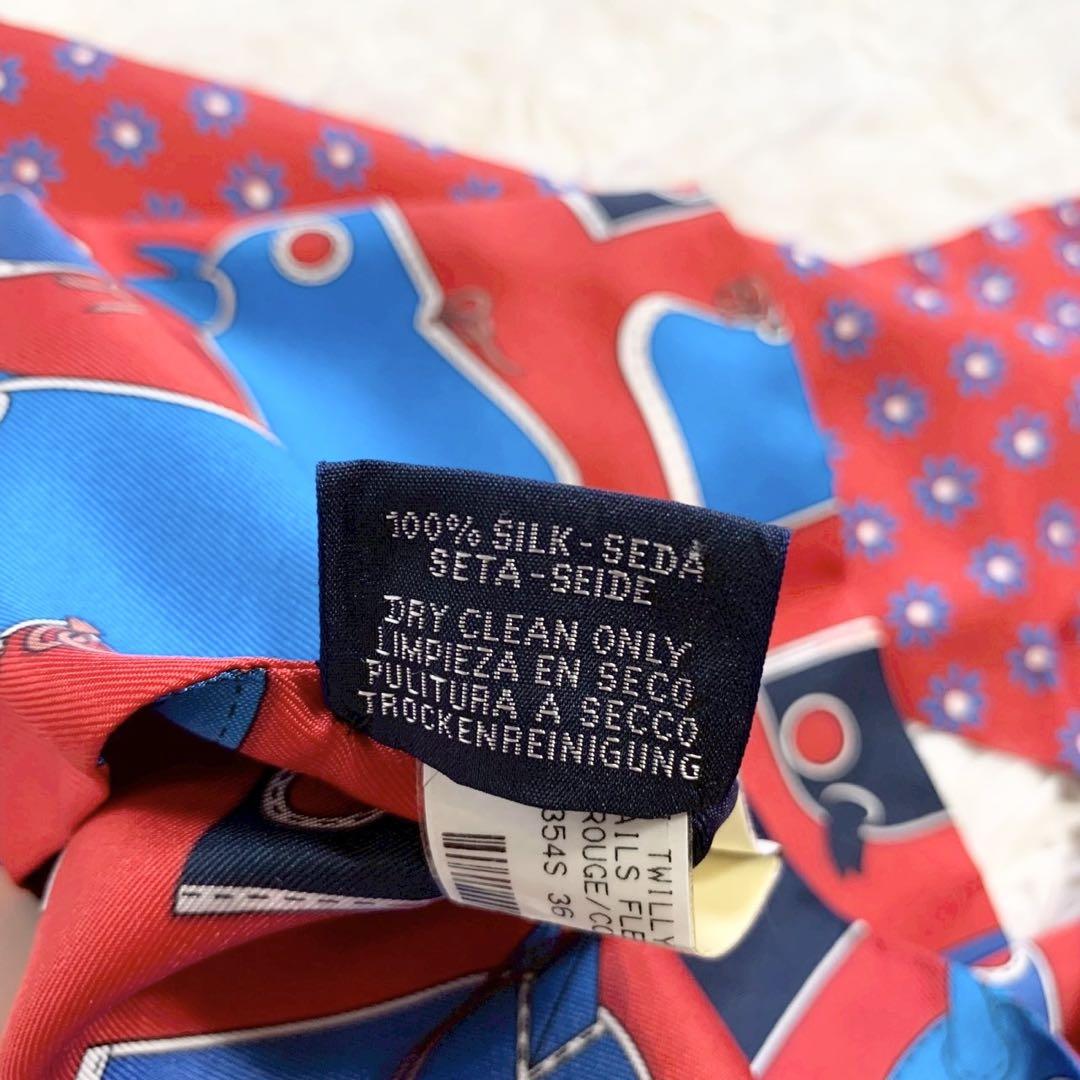 100% SILK-SEDA
SETA-SEIDE
DRY CLEAN ONLY
LIMPIEZA EN SECO
PULITURA A SECCO
TROCKENREINIGUNG
TWILLY
AILS FLE
ROUGE/CO
354S 36